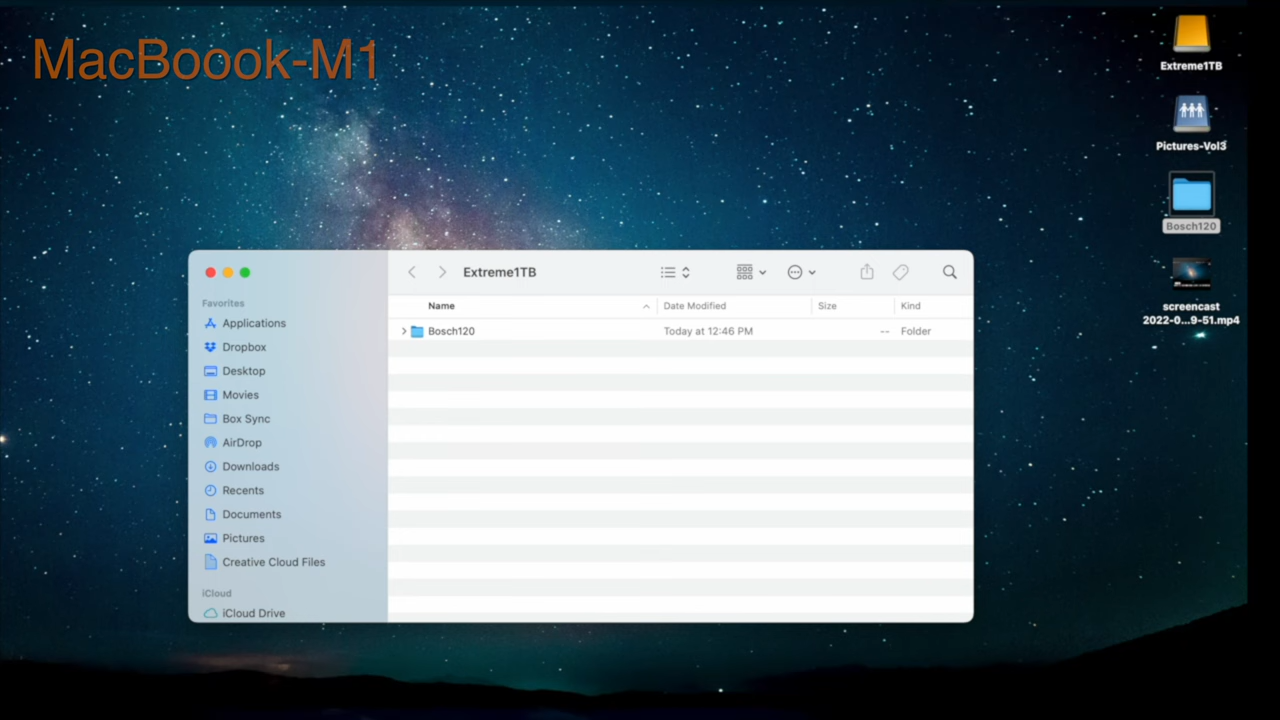 MacBoook-M1
Extreme1TB
Pictures-Vol3
Bosch120
screencast
2022-0...9-51.mp4
Extreme1TB
Favorites
Applications
Dropbox
Desktop
Movies
Box Sync
AirDrop
Downloads
Recents
Documents
Pictures
Creative Cloud Files
iCloud
iCloud Drive
Name Date Modified Size Kind
Bosch120 Today at 12:46 PM -- Folder